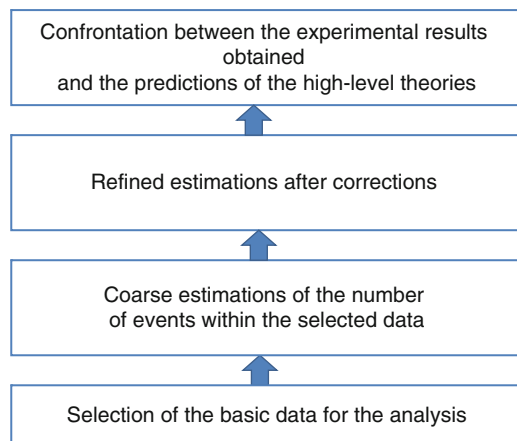 Confrontation between the experimental results
obtained
and the predictions of the high-level theories
Refined estimations after corrections
Coarse estimations of the number
of events within the selected data
Selection of the basic data for the analysis